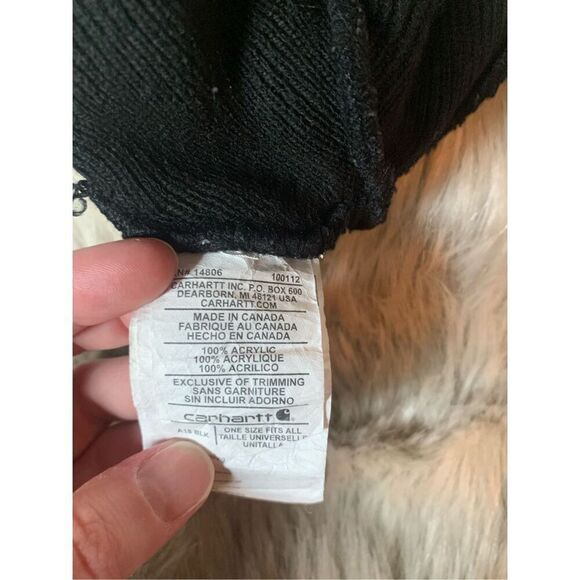 RN# 14806 100112
CARHARTT INC. P.O. BOX 600
DEARBORN, MI 48121 USA
CARHARTT.COM
MADE IN CANADA
FABRIQUÉ AU CANADA
HECHO EN CANADA
100% ACRYLIC
100% ACRYLIQUE
100% ACRILICO
EXCLUSIVE OF TRIMMING
SANS GARNITURE
SIN INCLUIR ADORNO
carhartt
A18 BLK ONE SIZE FITS ALL
TAILLE UNIVERSELLE
UNITALLA